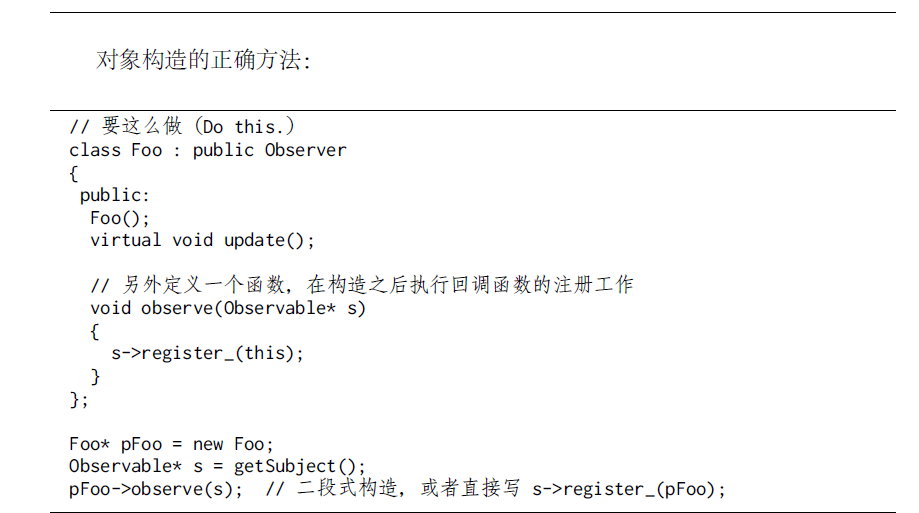 对象构造的正确方法：
// 要这么做（Do this.）
class Foo : public Observer
{
 public:
  Foo();
  virtual void update();
  // 另外定义一个函数，在构造之后执行回调函数的注册工作
  void observe(Observable* s)
  {
    s->register_(this);
  }
};
Foo* pFoo = new Foo;
Observable* s = getSubject();
pFoo->observe(s);  // 二段式构造，或者直接写 s->register_(pFoo);